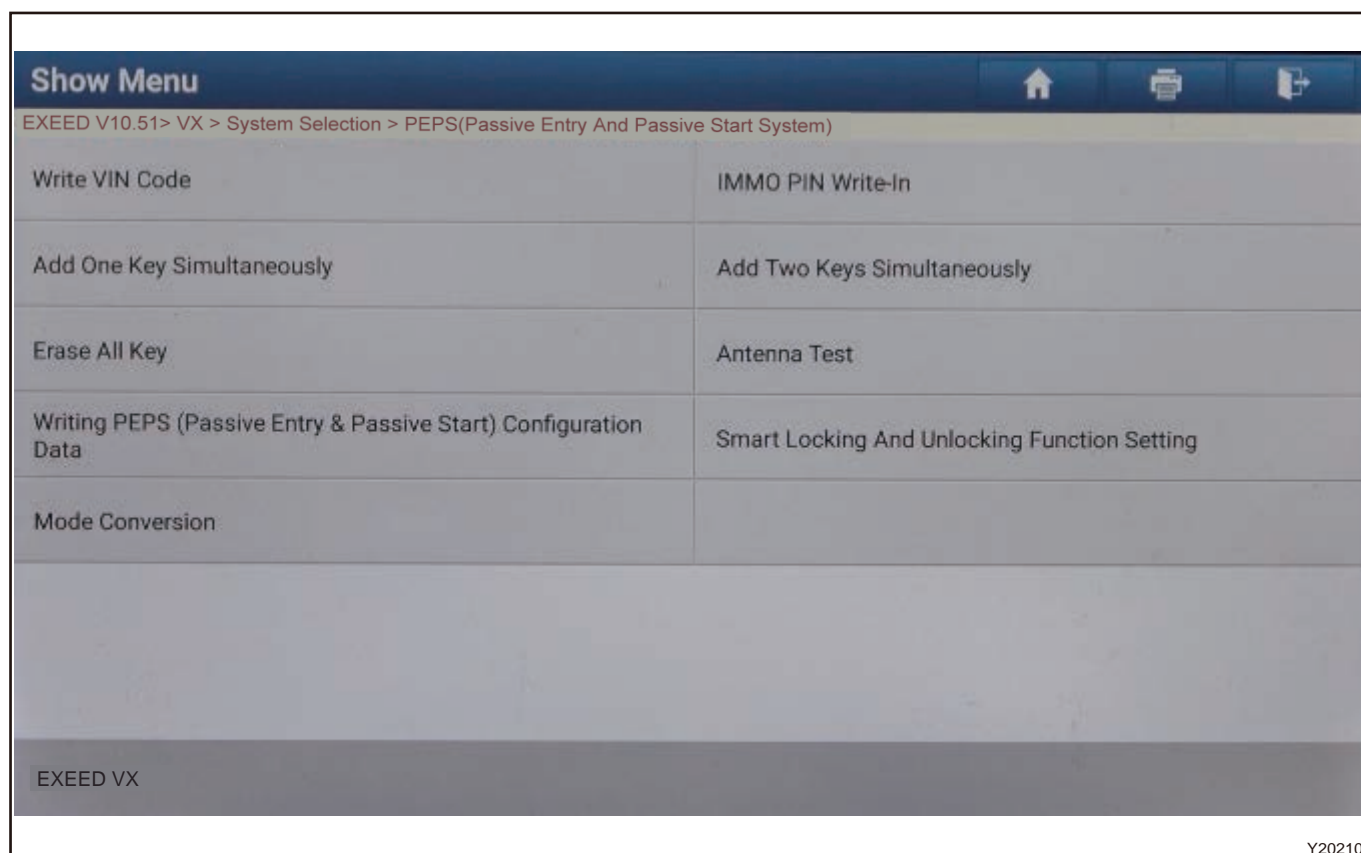 Show Menu
EXEED V10.51> VX > System Selection > PEPS(Passive Entry And Passive Start System)
Write VIN Code
IMMO PIN Write-In
Add One Key Simultaneously
Add Two Keys Simultaneously
Erase All Key
Antenna Test
Writing PEPS (Passive Entry & Passive Start) Configuration
Data
Smart Locking And Unlocking Function Setting
Mode Conversion
EXEED VX
Y20210